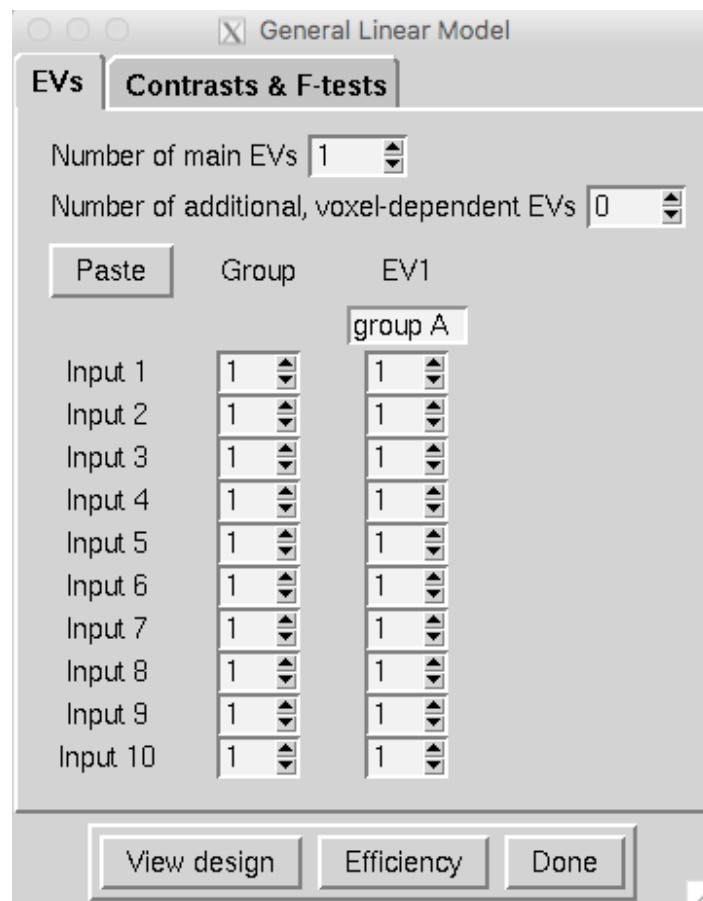 General Linear Model
EVs Contrasts & F-tests
Number of main EVs 1
Number of additional, voxel-dependent EVs 0
Paste Group EV1
group A
Input 1 1 1
Input 2 1 1
Input 3 1 1
Input 4 1 1
Input 5 1 1
Input 6 1 1
Input 7 1 1
Input 8 1 1
Input 9 1 1
Input 10 1 1
View design Efficiency Done